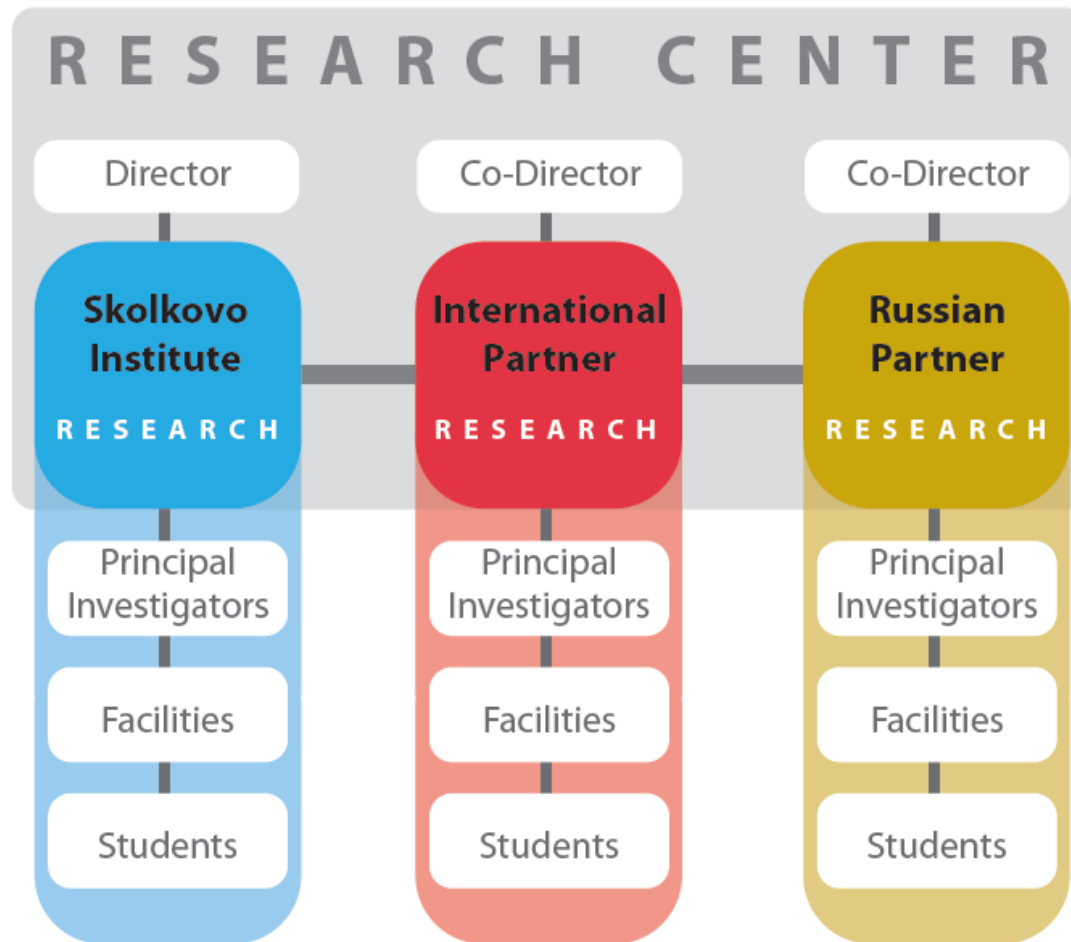 RESEARCH CENTER
Director
Co-Director
Co-Director
Skolkovo
Institute
RESEARCH
International
Partner
RESEARCH
Russian
Partner
RESEARCH
Principal
Investigators
Principal
Investigators
Principal
Investigators
Facilities
Facilities
Facilities
Students
Students
Students